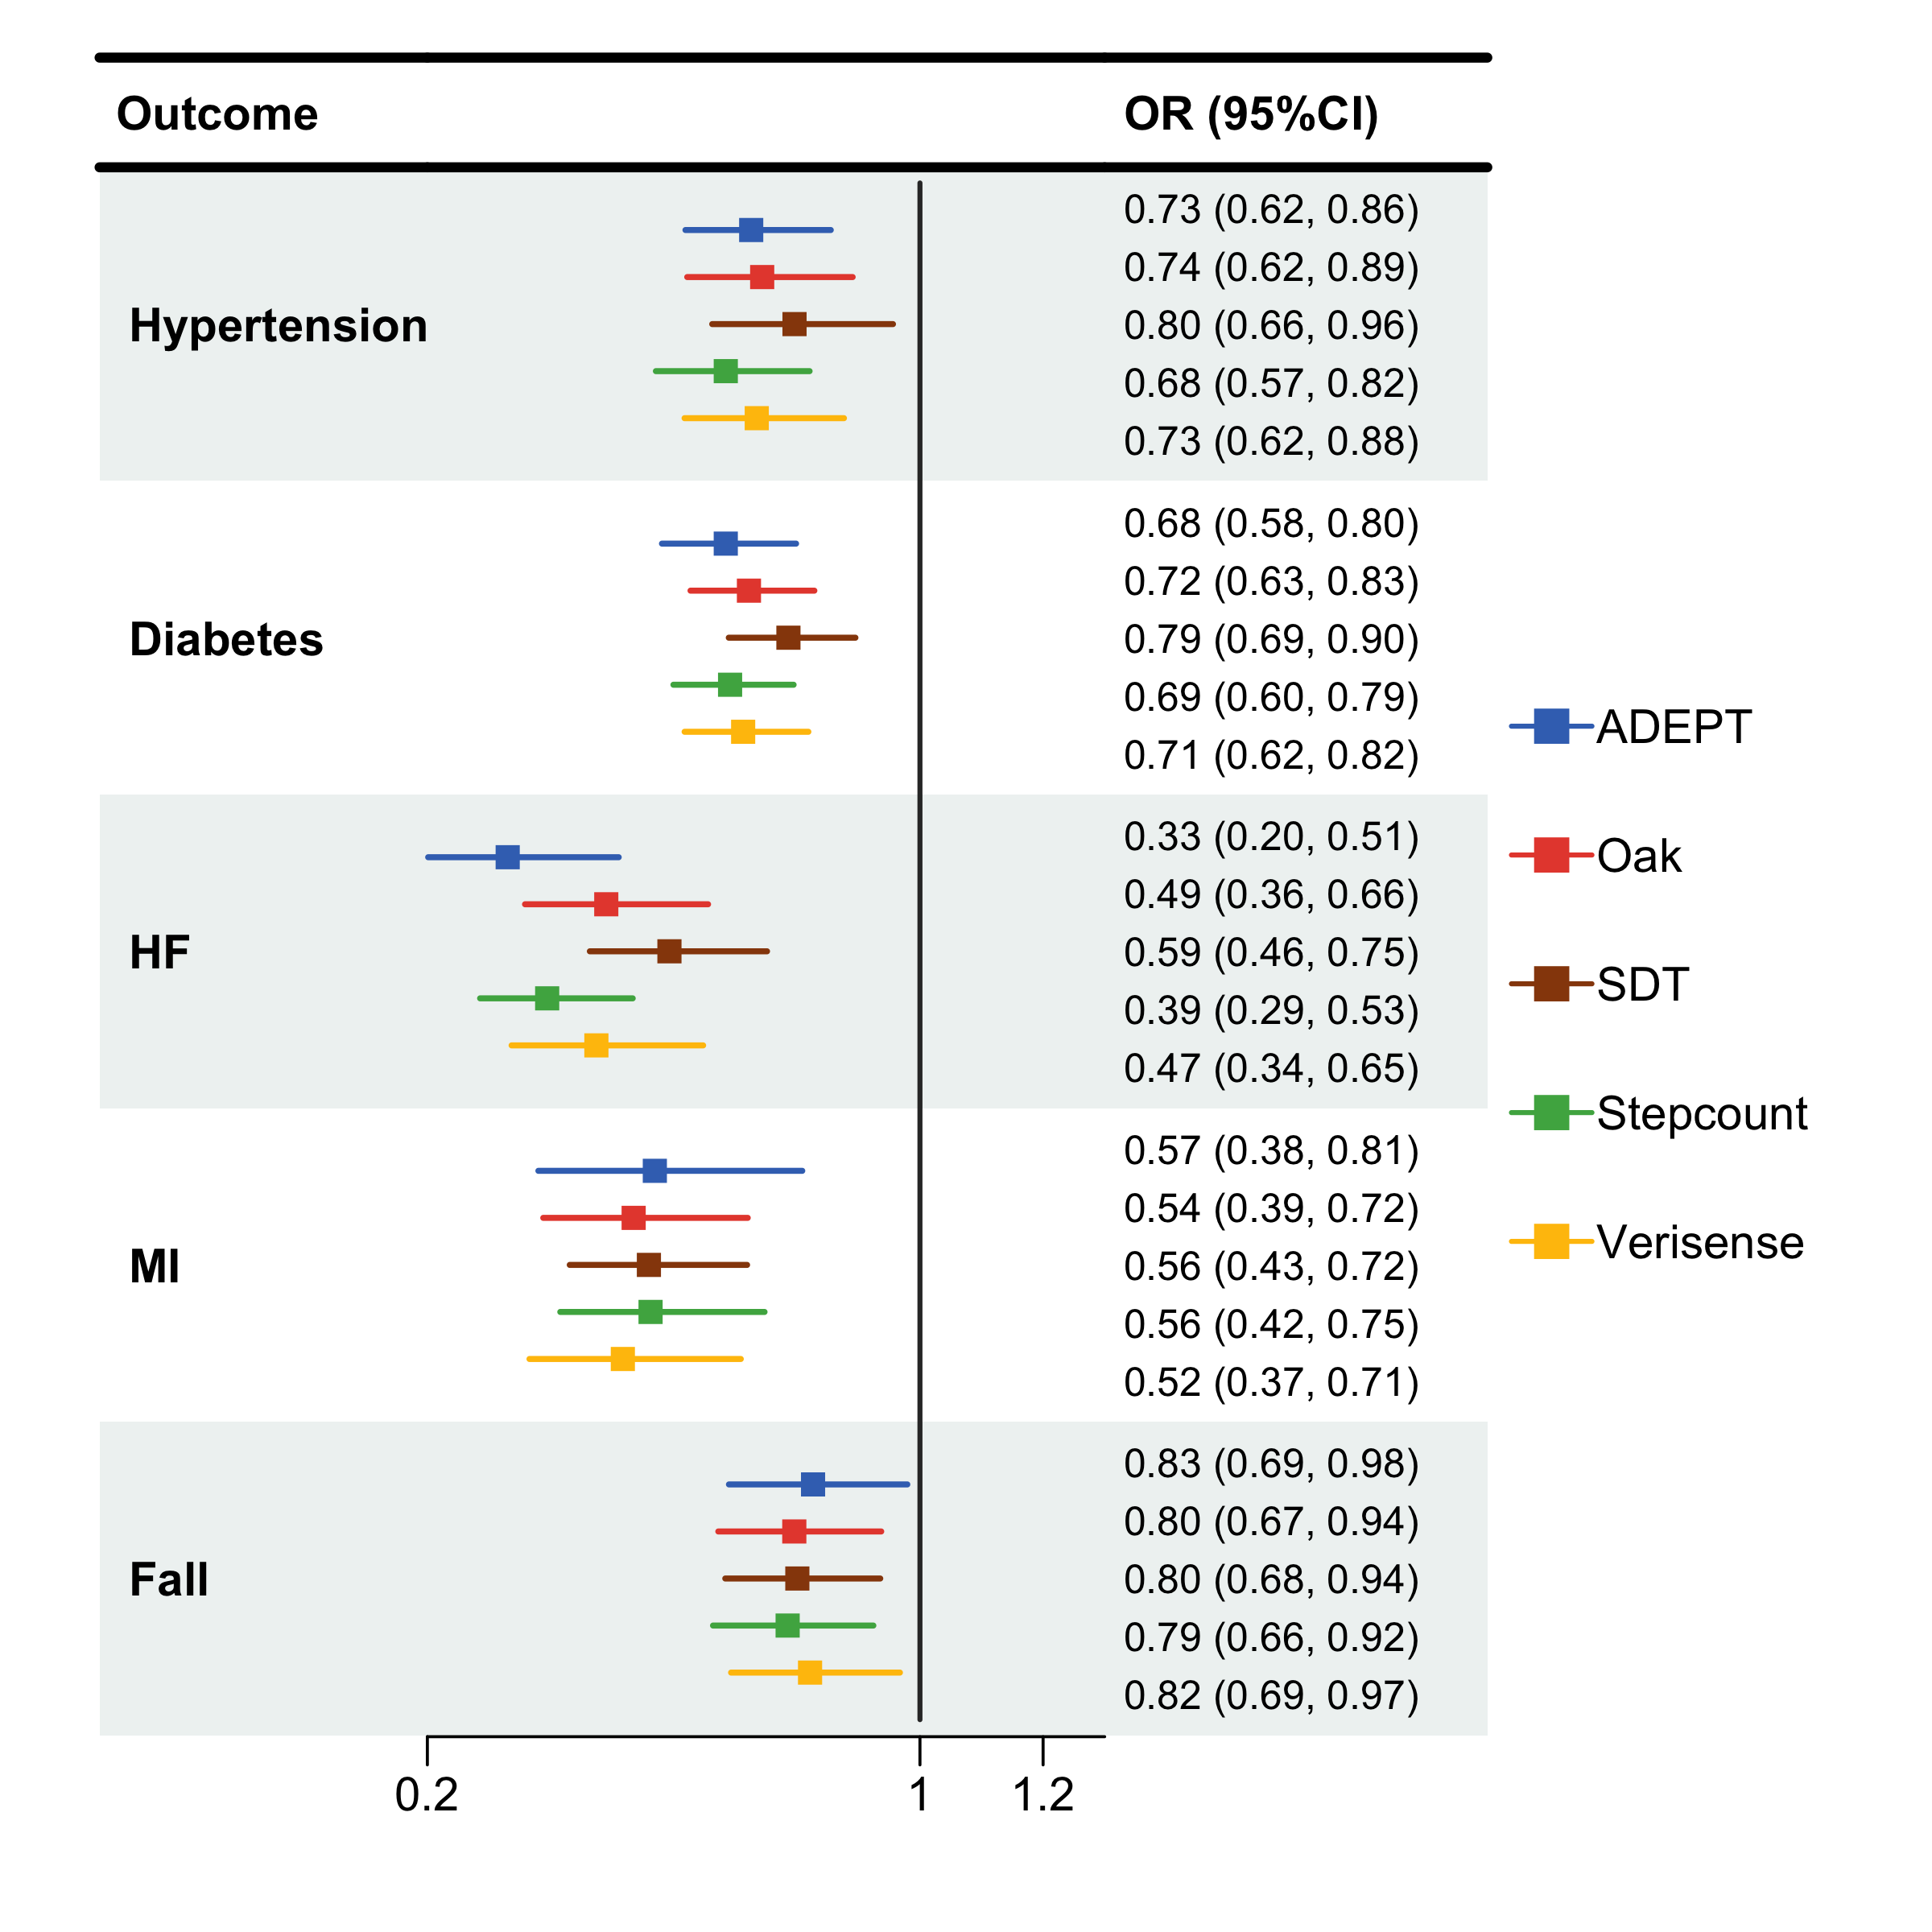 Outcome OR (95%CI)
Hypertension
0.73 (0.62, 0.86)
0.74 (0.62, 0.89)
0.80 (0.66, 0.96)
0.68 (0.57, 0.82)
0.73 (0.62, 0.88)
Diabetes
0.68 (0.58, 0.80)
0.72 (0.63, 0.83)
0.79 (0.69, 0.90)
0.69 (0.60, 0.79)
0.71 (0.62, 0.82)
HF
0.33 (0.20, 0.51)
0.49 (0.36, 0.66)
0.59 (0.46, 0.75)
0.39 (0.29, 0.53)
0.47 (0.34, 0.65)
MI
0.57 (0.38, 0.81)
0.54 (0.39, 0.72)
0.56 (0.43, 0.72)
0.56 (0.42, 0.75)
0.52 (0.37, 0.71)
Fall
0.83 (0.69, 0.98)
0.80 (0.67, 0.94)
0.80 (0.68, 0.94)
0.79 (0.66, 0.92)
0.82 (0.69, 0.97)
0.2 1 1.2
ADEPT
Oak
SDT
Stepcount
Verisense